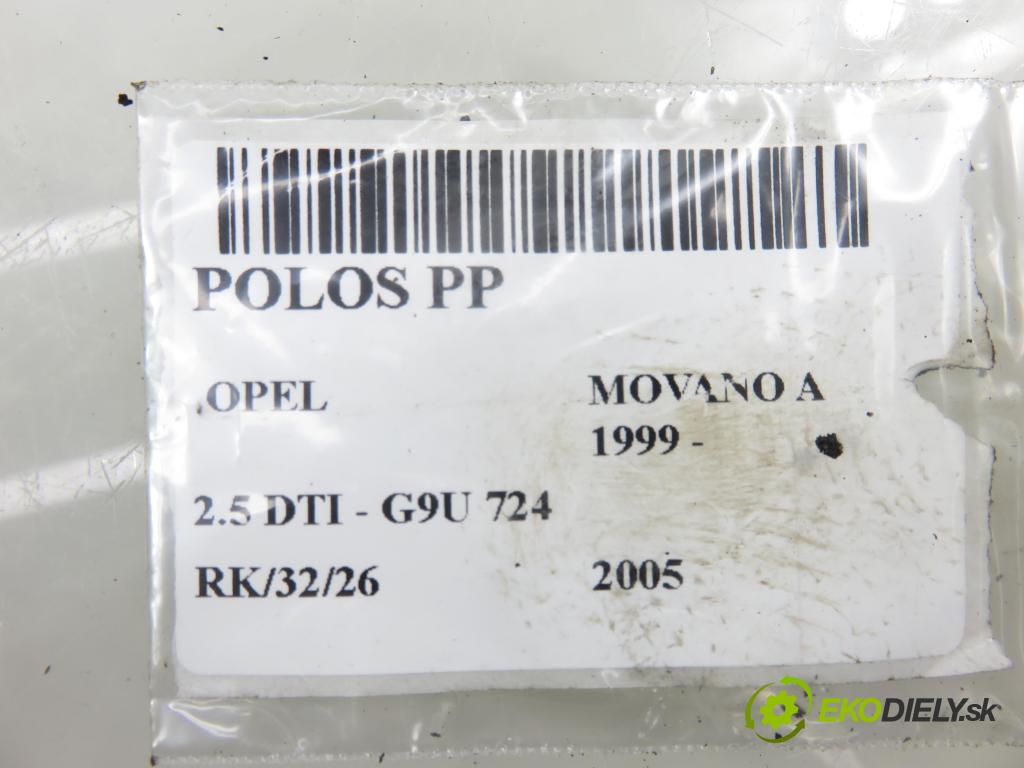 POLOS PP
OPEL MOVANO A
1999 -
2.5 DTI - G9U 724
RK/32/26 2005
EKODIELY.sk